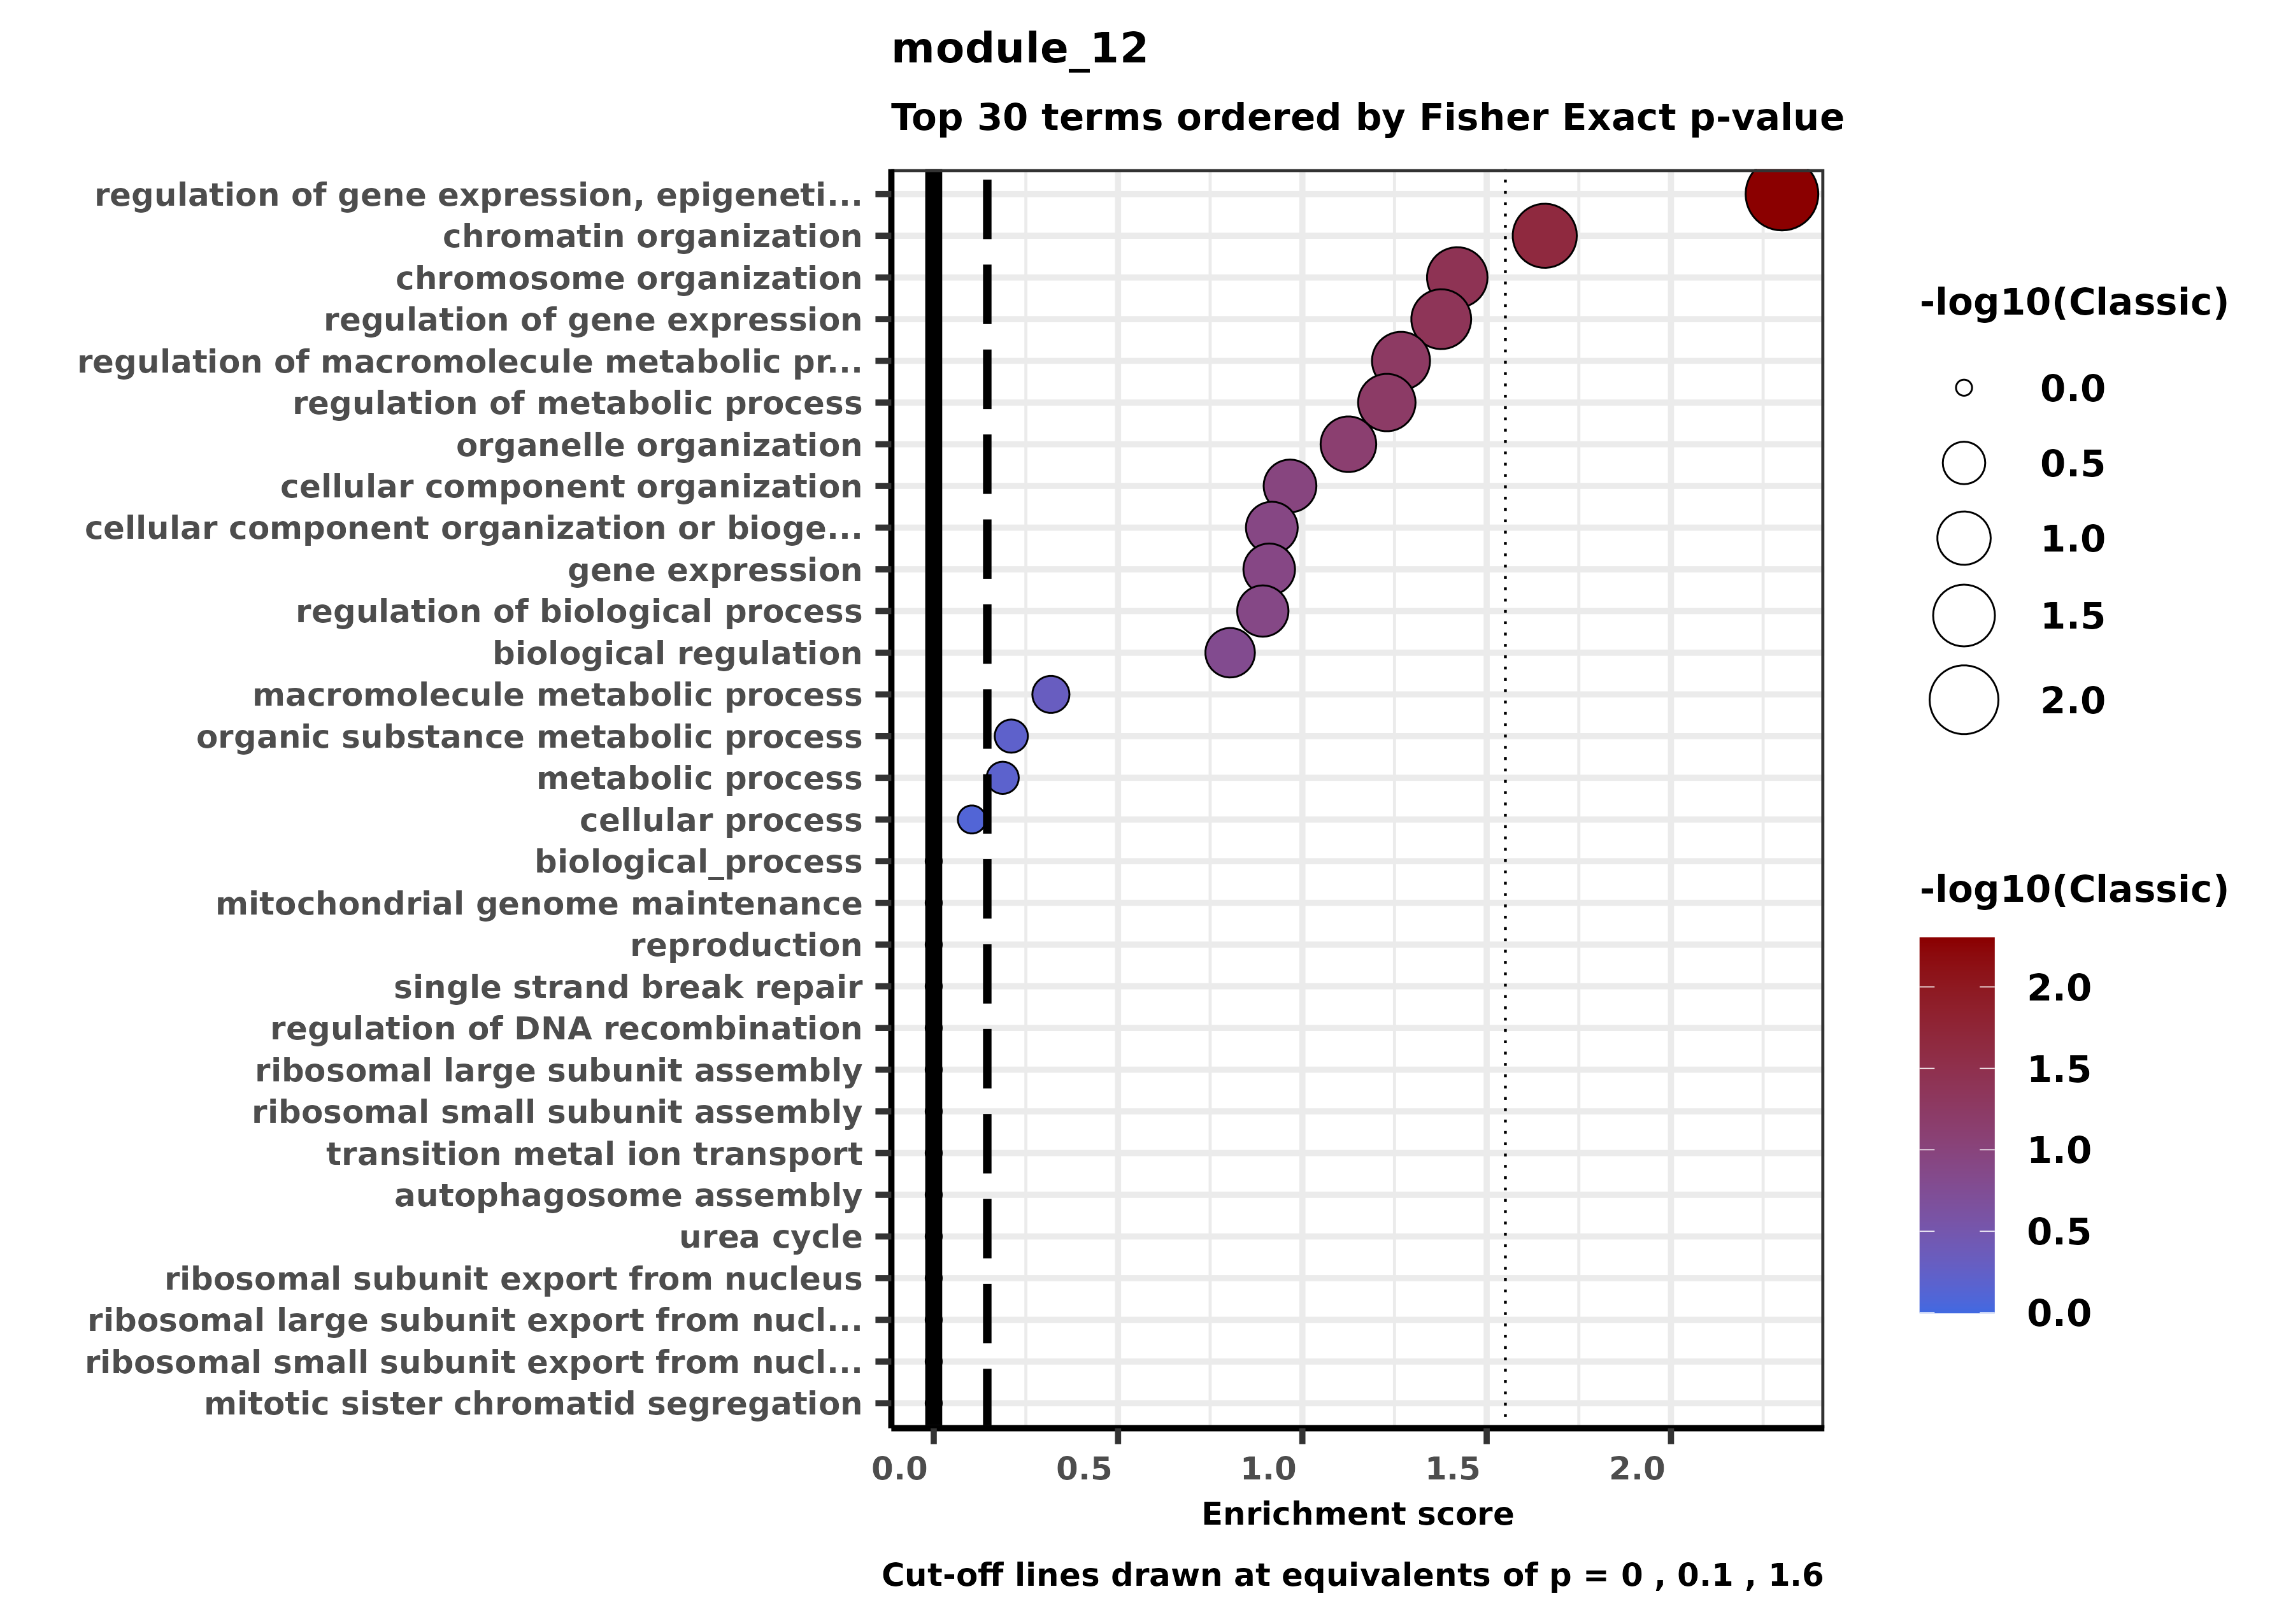 module_12
Top 30 terms ordered by Fisher Exact p-value
regulation of gene expression, epigeneti...
chromatin organization
chromosome organization
regulation of gene expression
regulation of macromolecule metabolic pr...
regulation of metabolic process
organelle organization
cellular component organization
cellular component organization or bioge...
gene expression
regulation of biological process
biological regulation
macromolecule metabolic process
organic substance metabolic process
metabolic process
cellular process
biological_process
mitochondrial genome maintenance
reproduction
single strand break repair
regulation of DNA recombination
ribosomal large subunit assembly
ribosomal small subunit assembly
transition metal ion transport
autophagosome assembly
urea cycle
ribosomal subunit export from nucleus
ribosomal large subunit export from nucl...
ribosomal small subunit export from nucl...
mitotic sister chromatid segregation
0.0 0.5 1.0 1.5 2.0
Enrichment score
Cut-off lines drawn at equivalents of p = 0 , 0.1 , 1.6
-log10(Classic)
0.0
0.5
1.0
1.5
2.0
-log10(Classic)
2.0
1.5
1.0
0.5
0.0